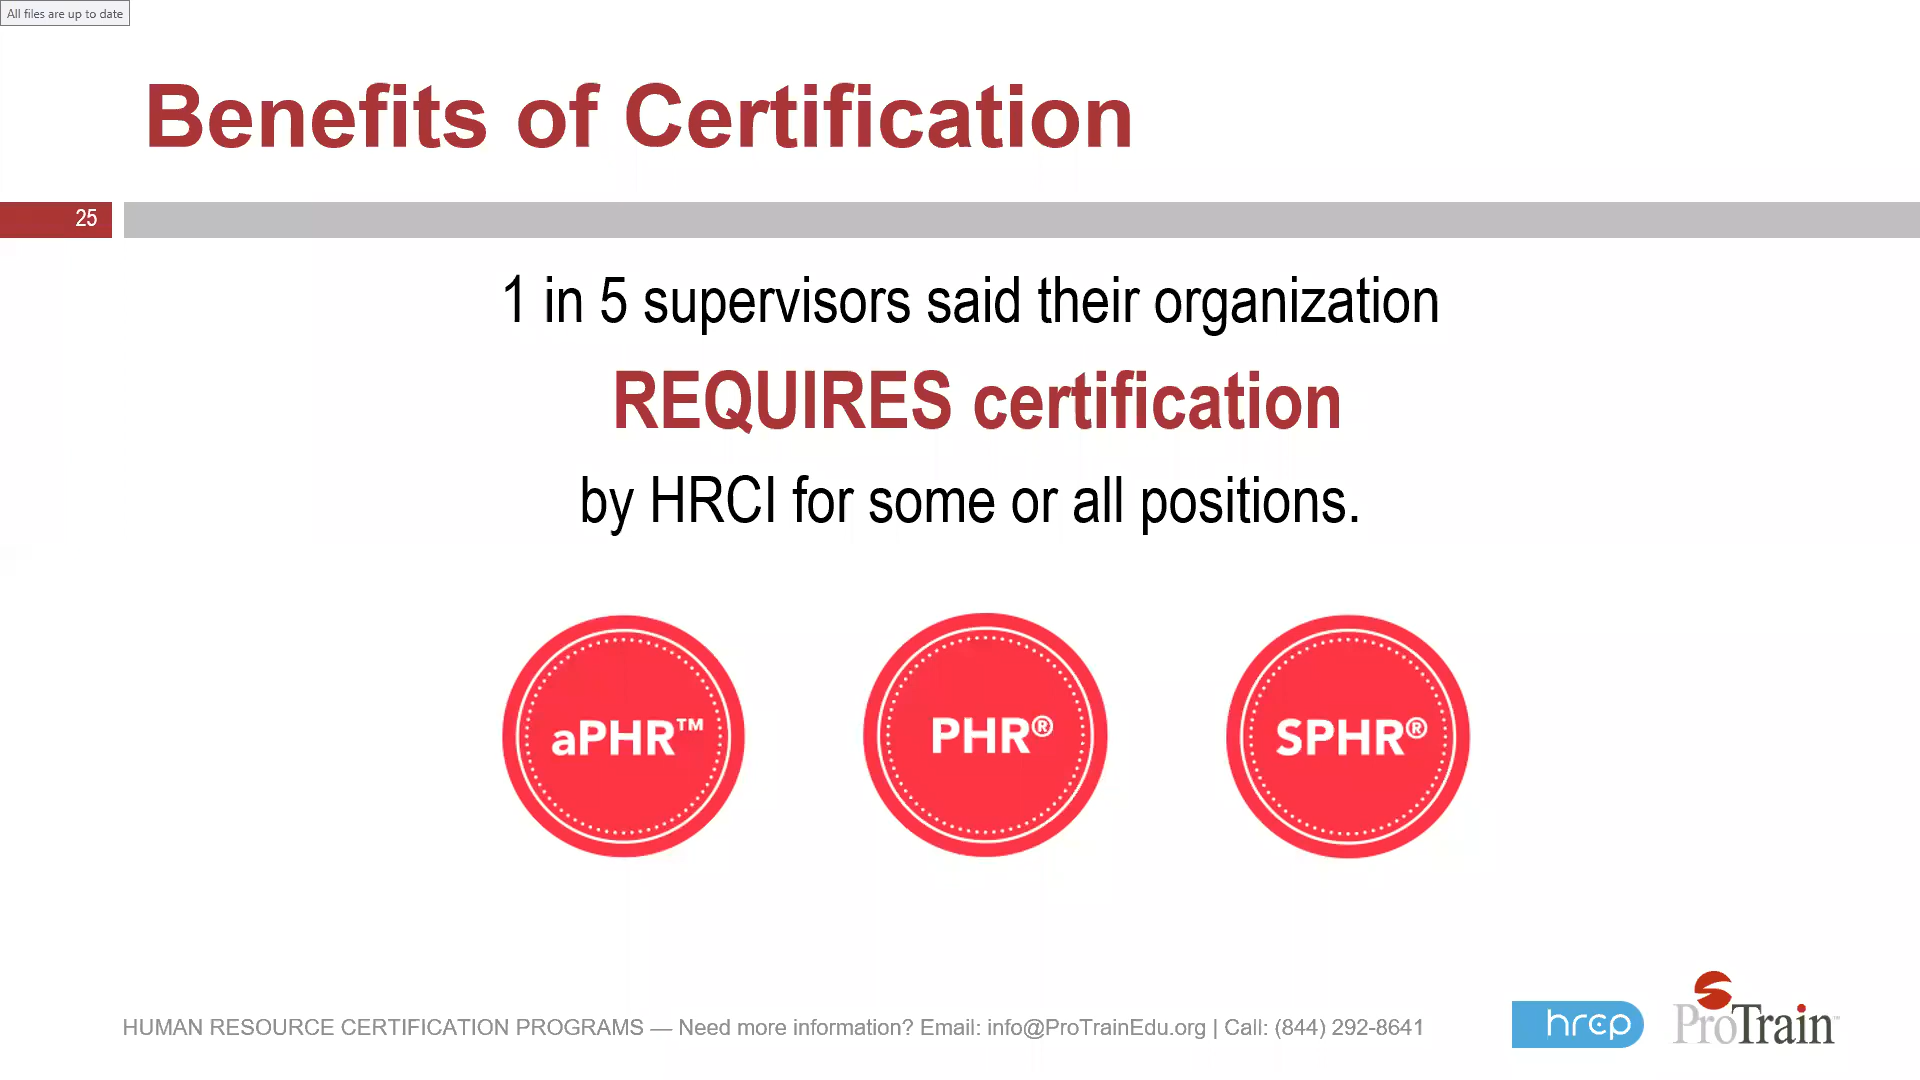 All files are up to date
Benefits of Certification
25
1 in 5 supervisors said their organization
REQUIRES certification
by HRCI for some or all positions.
aPHR™
PHR®
SPHR®
HUMAN RESOURCE CERTIFICATION PROGRAMS — Need more information? Email: info@ProTrainEdu.org | Call: (844) 292-8641
hrcp
ProTrain™